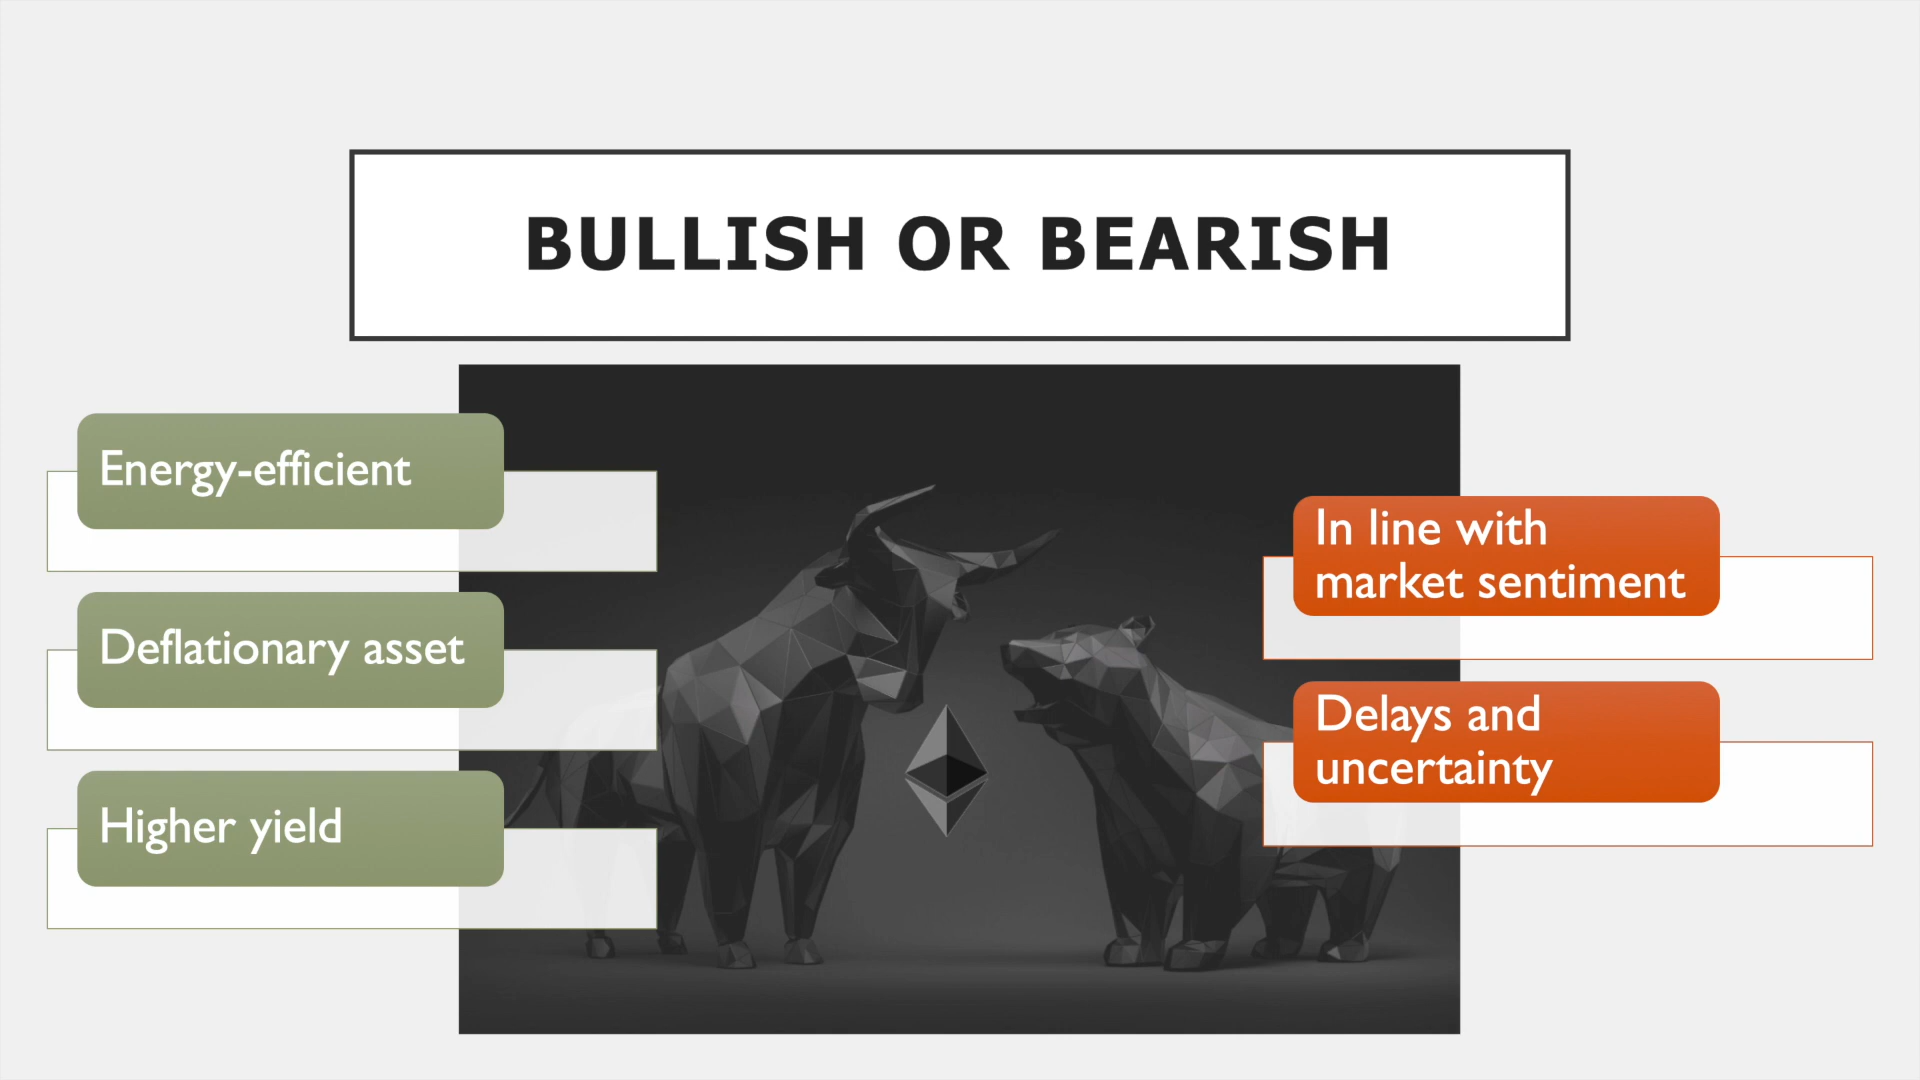 BULLISH OR BEARISH
Energy-efficient
Deflationary asset
Higher yield
In line with
market sentiment
Delays and
uncertainty